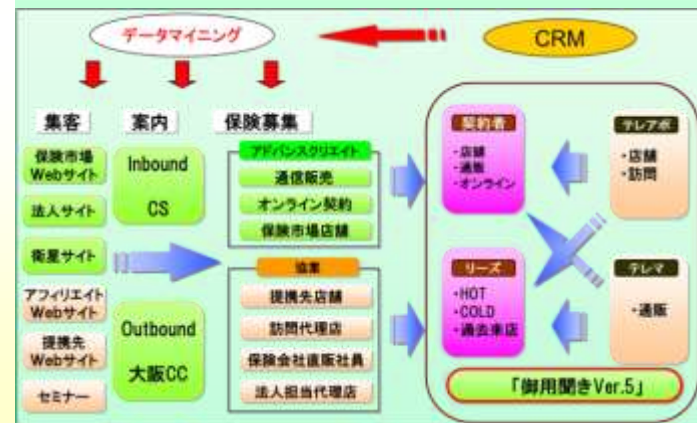 データマイニング
CRM
集客
案内
保険募集
保険市場
Webサイト
法人サイト
衛星サイト
アフィリエイト
Webサイト
提携先
Webサイト
セミナー
Inbound
CS
Outbound
大阪CC
アドバンスクリエイト
通信販売
オンライン契約
保険市場店舗
協業
提携先店舗
訪問代理店
保険会社直販社員
法人担当代理店
契約者
・店舗
・通販
・オンライン
リーズ
・HOT
・COLD
・過去来店
テレアポ
・店舗
・訪問
テレマ
・通販
「御用聞きVer.5」